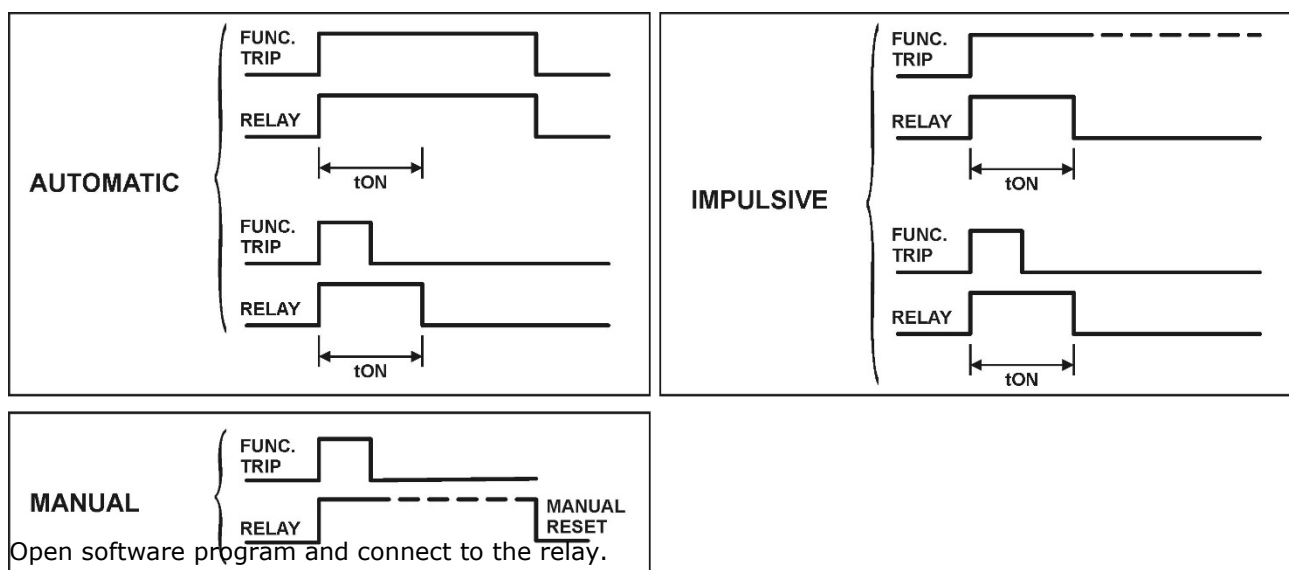 AUTOMATIC
FUNC.
TRIP
RELAY
tON
FUNC.
TRIP
RELAY
tON
IMPULSIVE
FUNC.
TRIP
RELAY
tON
FUNC.
TRIP
RELAY
tON
MANUAL
FUNC.
TRIP
RELAY
MANUAL
RESET
Open software program and connect to the relay.